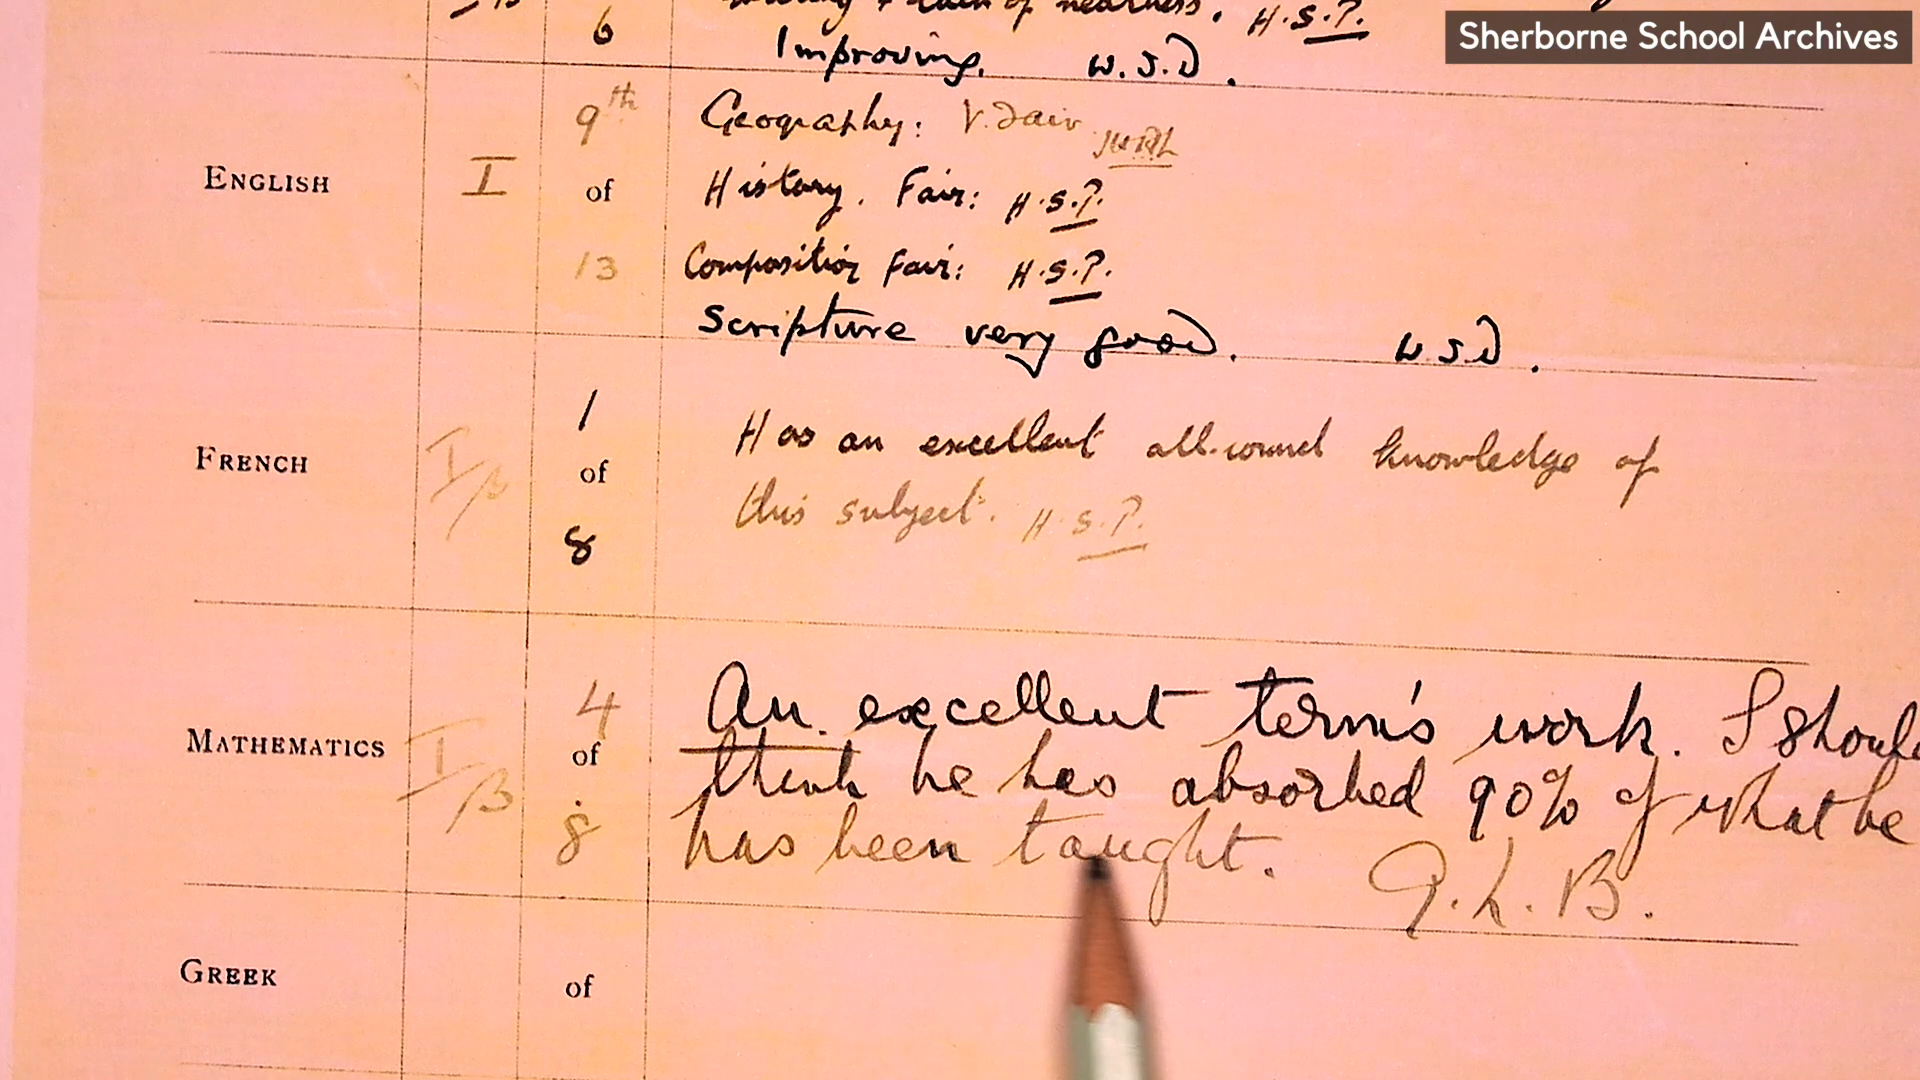 Sherborne School Archives
neatness. H.S.P.
6 Improving. W.J.D.
9th Geography: V. Fair
ENGLISH I of History. Fair: H.S.P.
13 Composition Fair: H.S.P.
Scripture very good. W.J.D.
1
Has an excellent all-round knowledge of
FRENCH I/β of
this subject. H.S.P.
8
4 An excellent term's work. I should
MATHEMATICS I/β of think he has absorbed 90% of what he
8 has been taught. G.L.B.
GREEK of